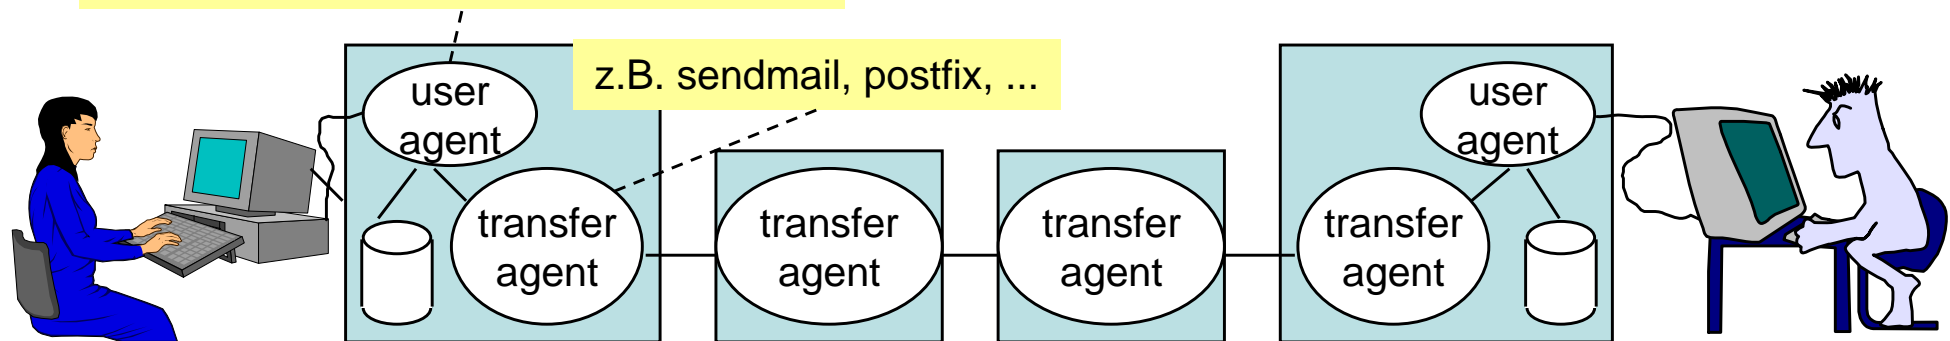 z.B. sendmail, postfix, ...
user
agent
transfer
agent
transfer
agent
transfer
agent
user
agent
transfer
agent